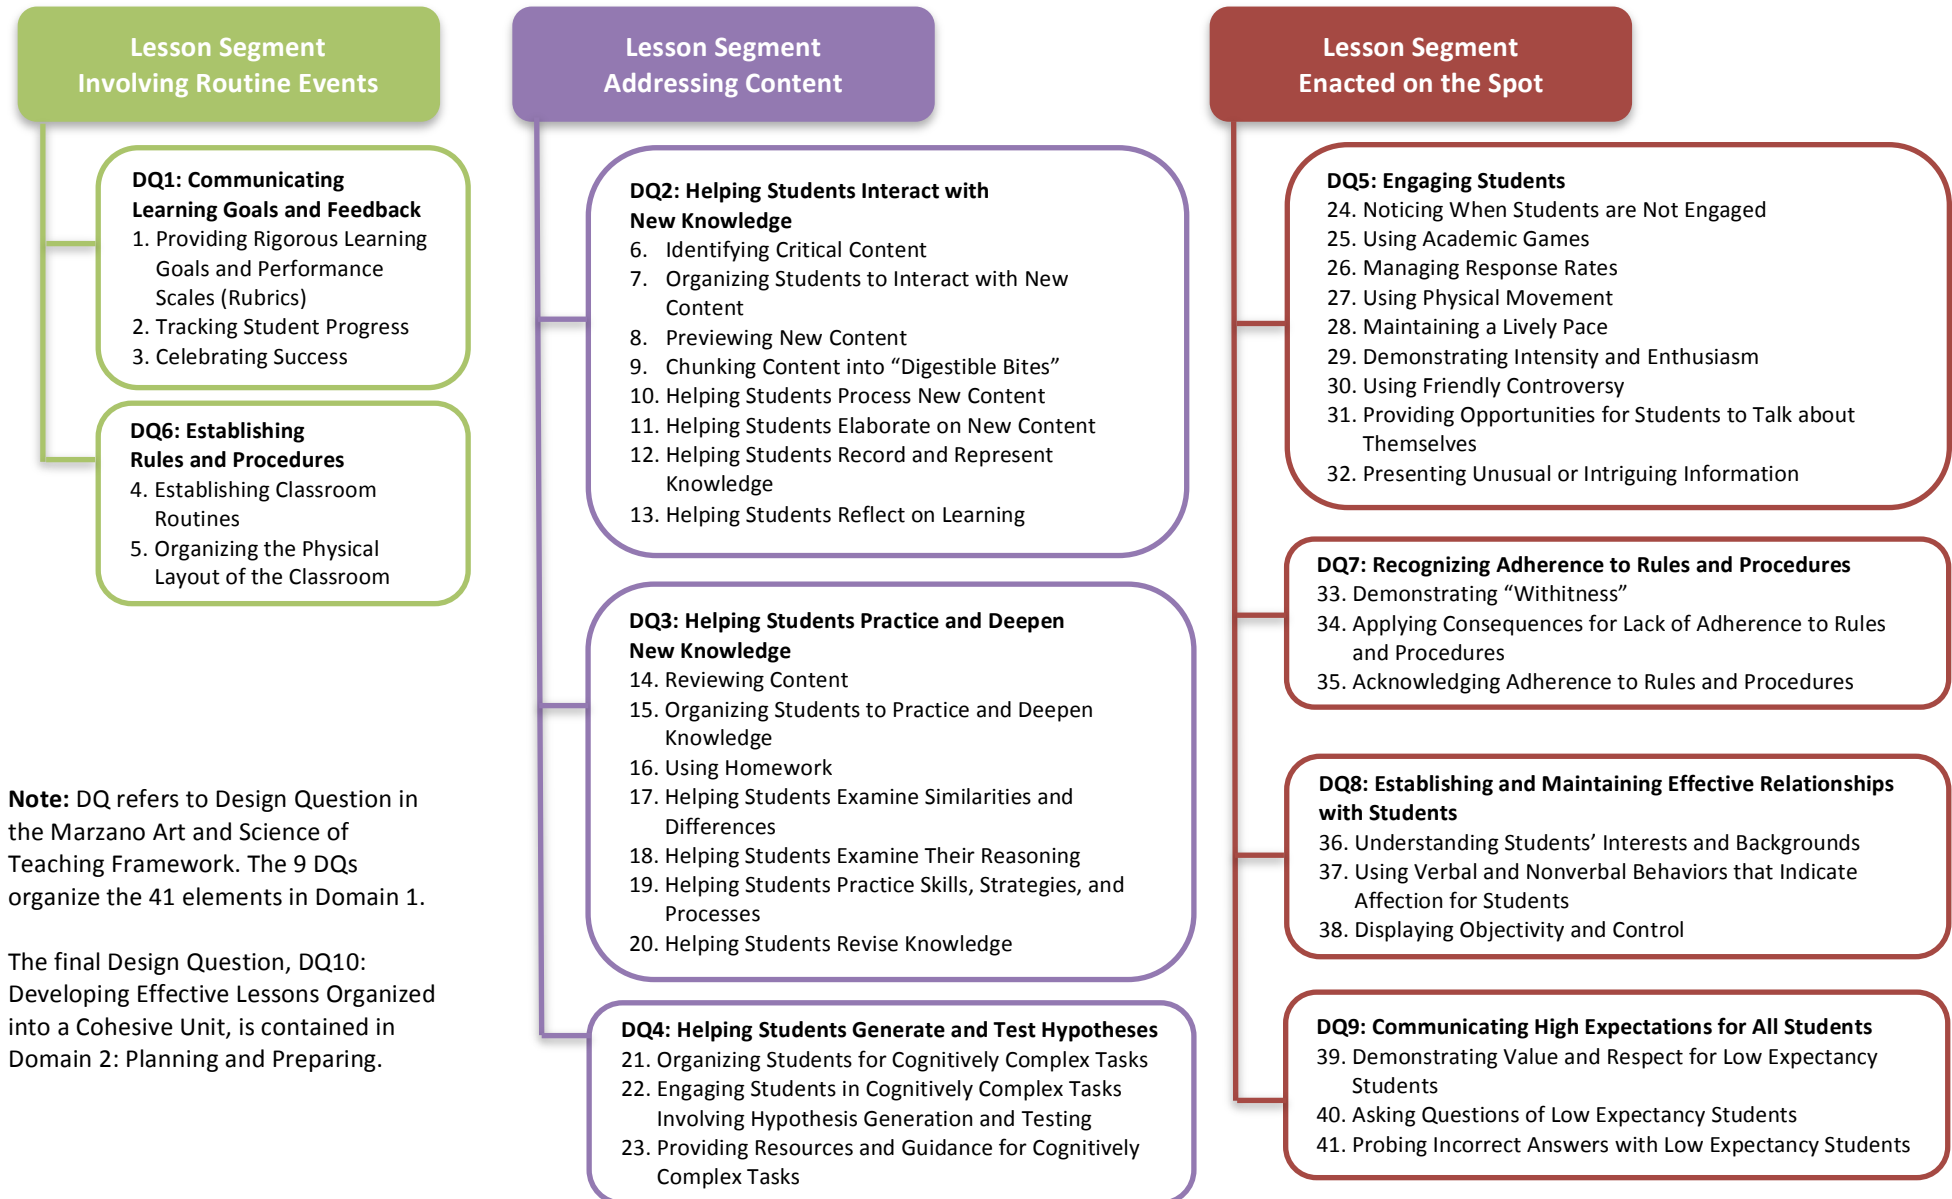 Lesson Segment
Involving Routine Events
DQ1: Communicating
Learning Goals and Feedback
1. Providing Rigorous Learning
Goals and Performance
Scales (Rubrics)
2. Tracking Student Progress
3. Celebrating Success
DQ6: Establishing
Rules and Procedures
4. Establishing Classroom
Routines
5. Organizing the Physical
Layout of the Classroom
Note: DQ refers to Design Question in
the Marzano Art and Science of
Teaching Framework. The 9 DQs
organize the 41 elements in Domain 1.
The final Design Question, DQ10:
Developing Effective Lessons Organized
into a Cohesive Unit, is contained in
Domain 2: Planning and Preparing.
Lesson Segment
Addressing Content
DQ2: Helping Students Interact with
New Knowledge
6. Identifying Critical Content
7. Organizing Students to Interact with New
Content
8. Previewing New Content
9. Chunking Content into “Digestible Bites”
10. Helping Students Process New Content
11. Helping Students Elaborate on New Content
12. Helping Students Record and Represent
Knowledge
13. Helping Students Reflect on Learning
DQ3: Helping Students Practice and Deepen
New Knowledge
14. Reviewing Content
15. Organizing Students to Practice and Deepen
Knowledge
16. Using Homework
17. Helping Students Examine Similarities and
Differences
18. Helping Students Examine Their Reasoning
19. Helping Students Practice Skills, Strategies, and
Processes
20. Helping Students Revise Knowledge
DQ4: Helping Students Generate and Test Hypotheses
21. Organizing Students for Cognitively Complex Tasks
22. Engaging Students in Cognitively Complex Tasks
Involving Hypothesis Generation and Testing
23. Providing Resources and Guidance for Cognitively
Complex Tasks
Lesson Segment
Enacted on the Spot
DQ5: Engaging Students
24. Noticing When Students are Not Engaged
25. Using Academic Games
26. Managing Response Rates
27. Using Physical Movement
28. Maintaining a Lively Pace
29. Demonstrating Intensity and Enthusiasm
30. Using Friendly Controversy
31. Providing Opportunities for Students to Talk about
Themselves
32. Presenting Unusual or Intriguing Information
DQ7: Recognizing Adherence to Rules and Procedures
33. Demonstrating “Withitness”
34. Applying Consequences for Lack of Adherence to Rules
and Procedures
35. Acknowledging Adherence to Rules and Procedures
DQ8: Establishing and Maintaining Effective Relationships
with Students
36. Understanding Students’ Interests and Backgrounds
37. Using Verbal and Nonverbal Behaviors that Indicate
Affection for Students
38. Displaying Objectivity and Control
DQ9: Communicating High Expectations for All Students
39. Demonstrating Value and Respect for Low Expectancy
Students
40. Asking Questions of Low Expectancy Students
41. Probing Incorrect Answers with Low Expectancy Students